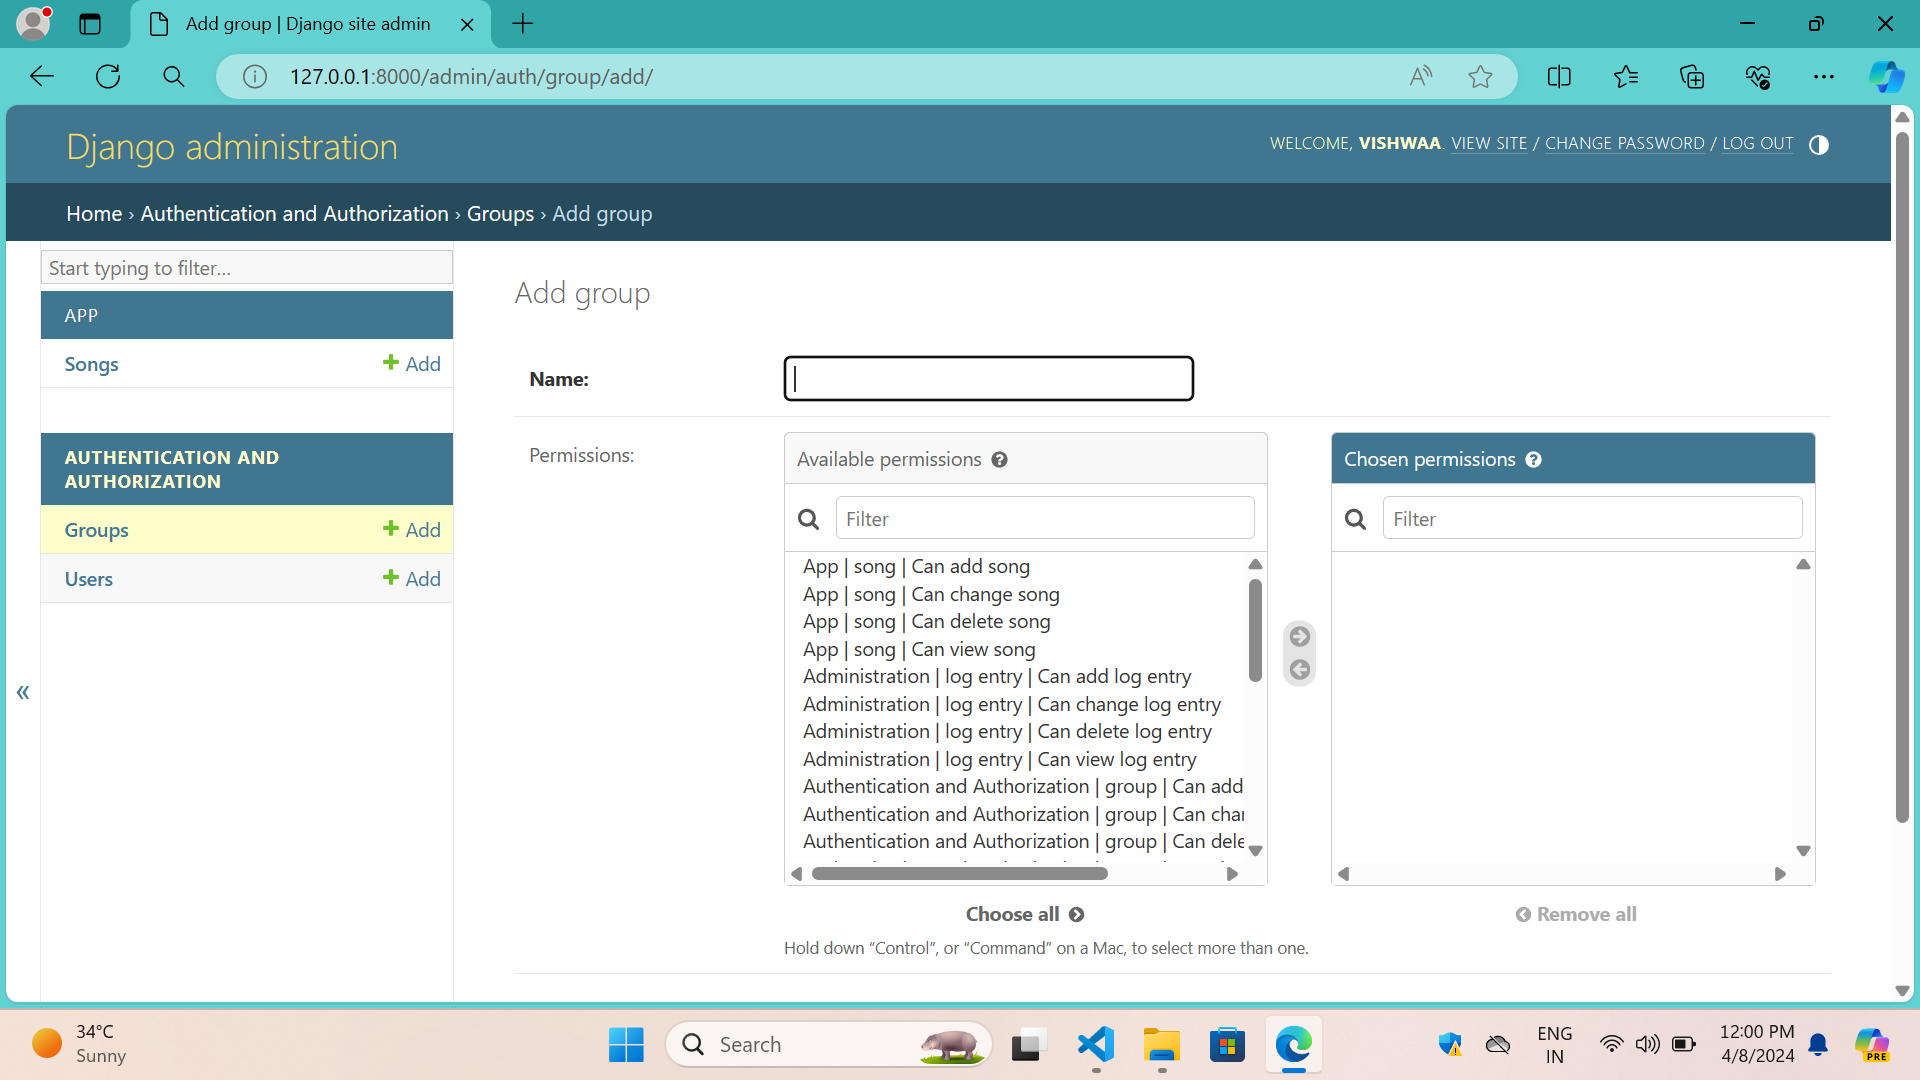 Add group | Django site admin
127.0.0.1:8000/admin/auth/group/add/
Django administration
WELCOME, VISHWAA. VIEW SITE / CHANGE PASSWORD / LOG OUT
Home › Authentication and Authorization › Groups › Add group
Start typing to filter...
APP
Songs
Add
AUTHENTICATION AND
AUTHORIZATION
Groups
Add
Users
Add
«
Add group
Name:
Permissions:
Available permissions
Filter
App | song | Can add song
App | song | Can change song
App | song | Can delete song
App | song | Can view song
Administration | log entry | Can add log entry
Administration | log entry | Can change log entry
Administration | log entry | Can delete log entry
Administration | log entry | Can view log entry
Authentication and Authorization | group | Can add
Authentication and Authorization | group | Can char
Authentication and Authorization | group | Can dele
Choose all
Hold down “Control”, or “Command” on a Mac, to select more than one.
Chosen permissions
Filter
Remove all
34°C
Sunny
Search
ENG
IN
12:00 PM
4/8/2024
PRE